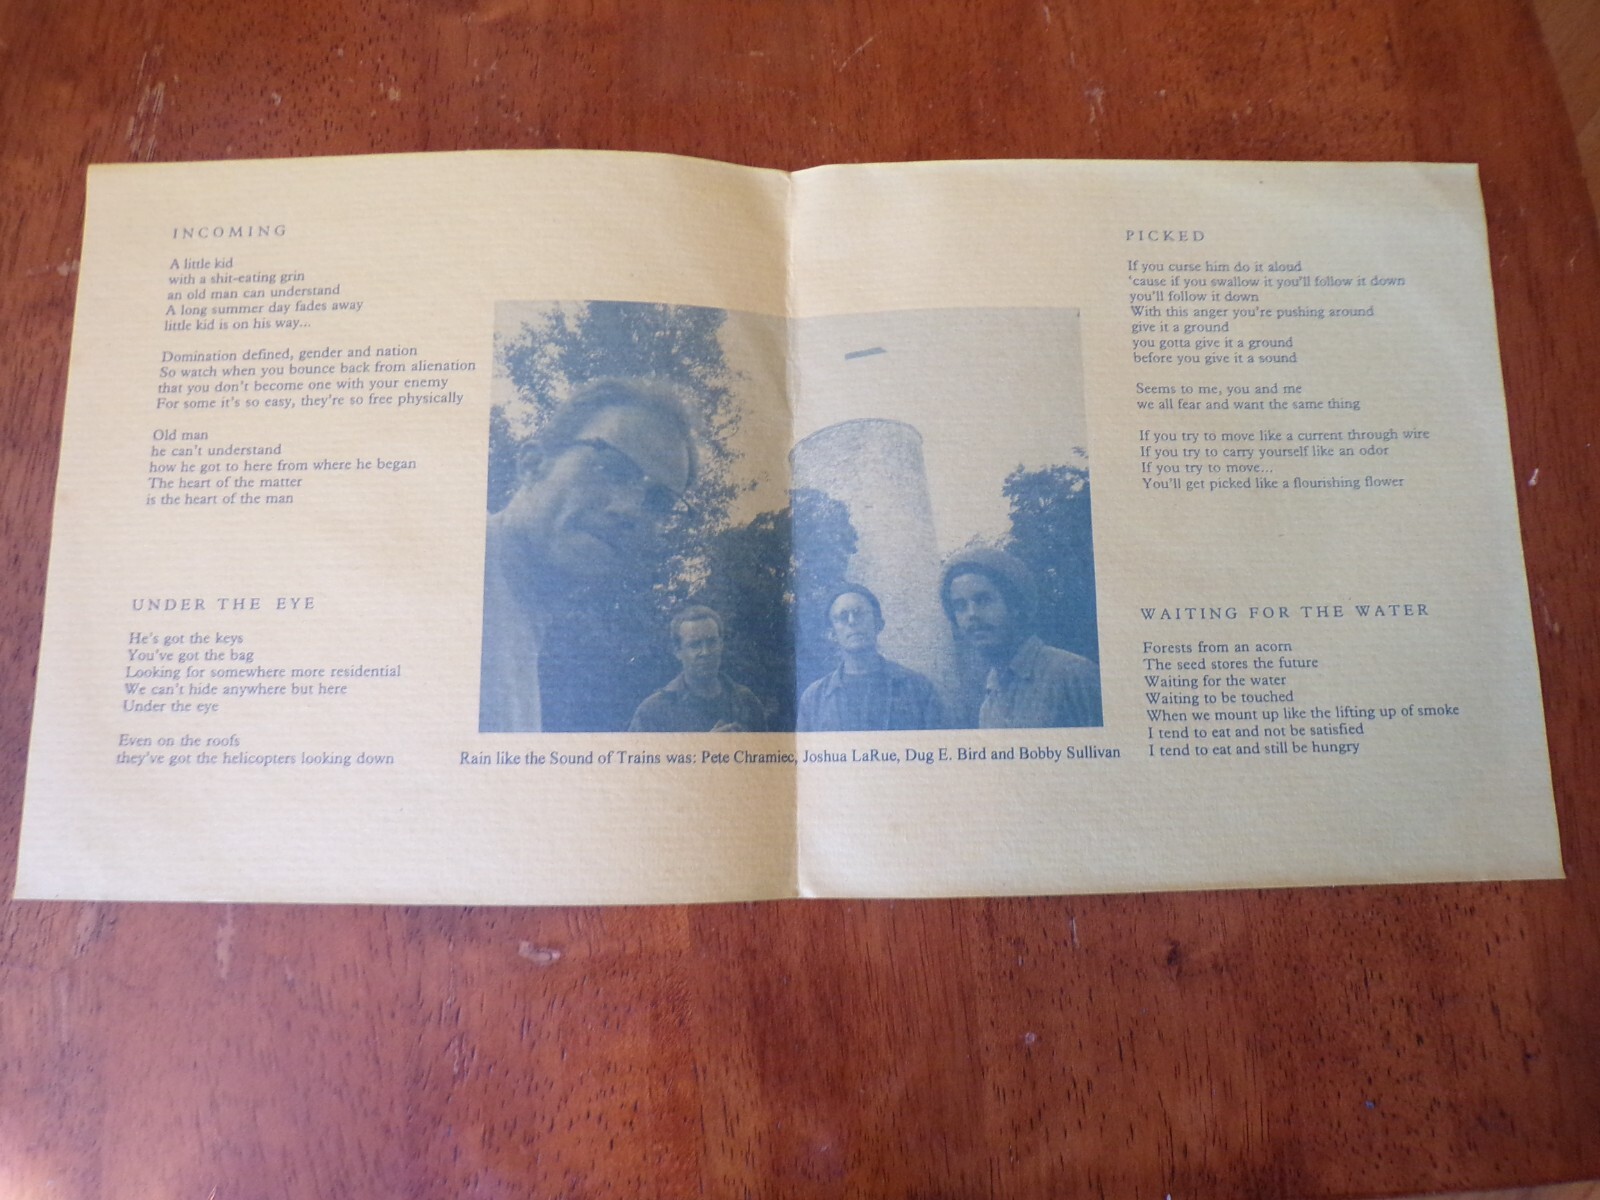 INCOMING
A little kid
with a shit-eating grin
an old man can understand
A long summer day fades away
little kid is on his way...
Domination defined, gender and nation
So watch when you bounce back from alienation
that you don't become one with your enemy
For some it's so easy, they're so free physically
Old man
he can't understand
how he got to here from where he began
The heart of the matter
is the heart of the man
UNDER THE EYE
He's got the keys
You've got the bag
Looking for somewhere more residential
We can't hide anywhere but here
Under the eye
Even on the roofs
they've got the helicopters looking down
Rain like the Sound of Trains was: Pete Chramiec, Joshua LaRue, Dug E. Bird and Bobby Sullivan
PICKED
If you curse him do it aloud
'cause if you swallow it you'll follow it down
you'll follow it down
With this anger you're pushing around
give it a ground
you gotta give it a ground
before you give it a sound
Seems to me, you and me
we all fear and want the same thing
If you try to move like a current through wire
If you try to carry yourself like an odor
If you try to move...
You'll get picked like a flourishing flower
WAITING FOR THE WATER
Forests from an acorn
The seed stores the future
Waiting for the water
Waiting to be touched
When we mount up like the lifting up of smoke
I tend to eat and not be satisfied
I tend to eat and still be hungry